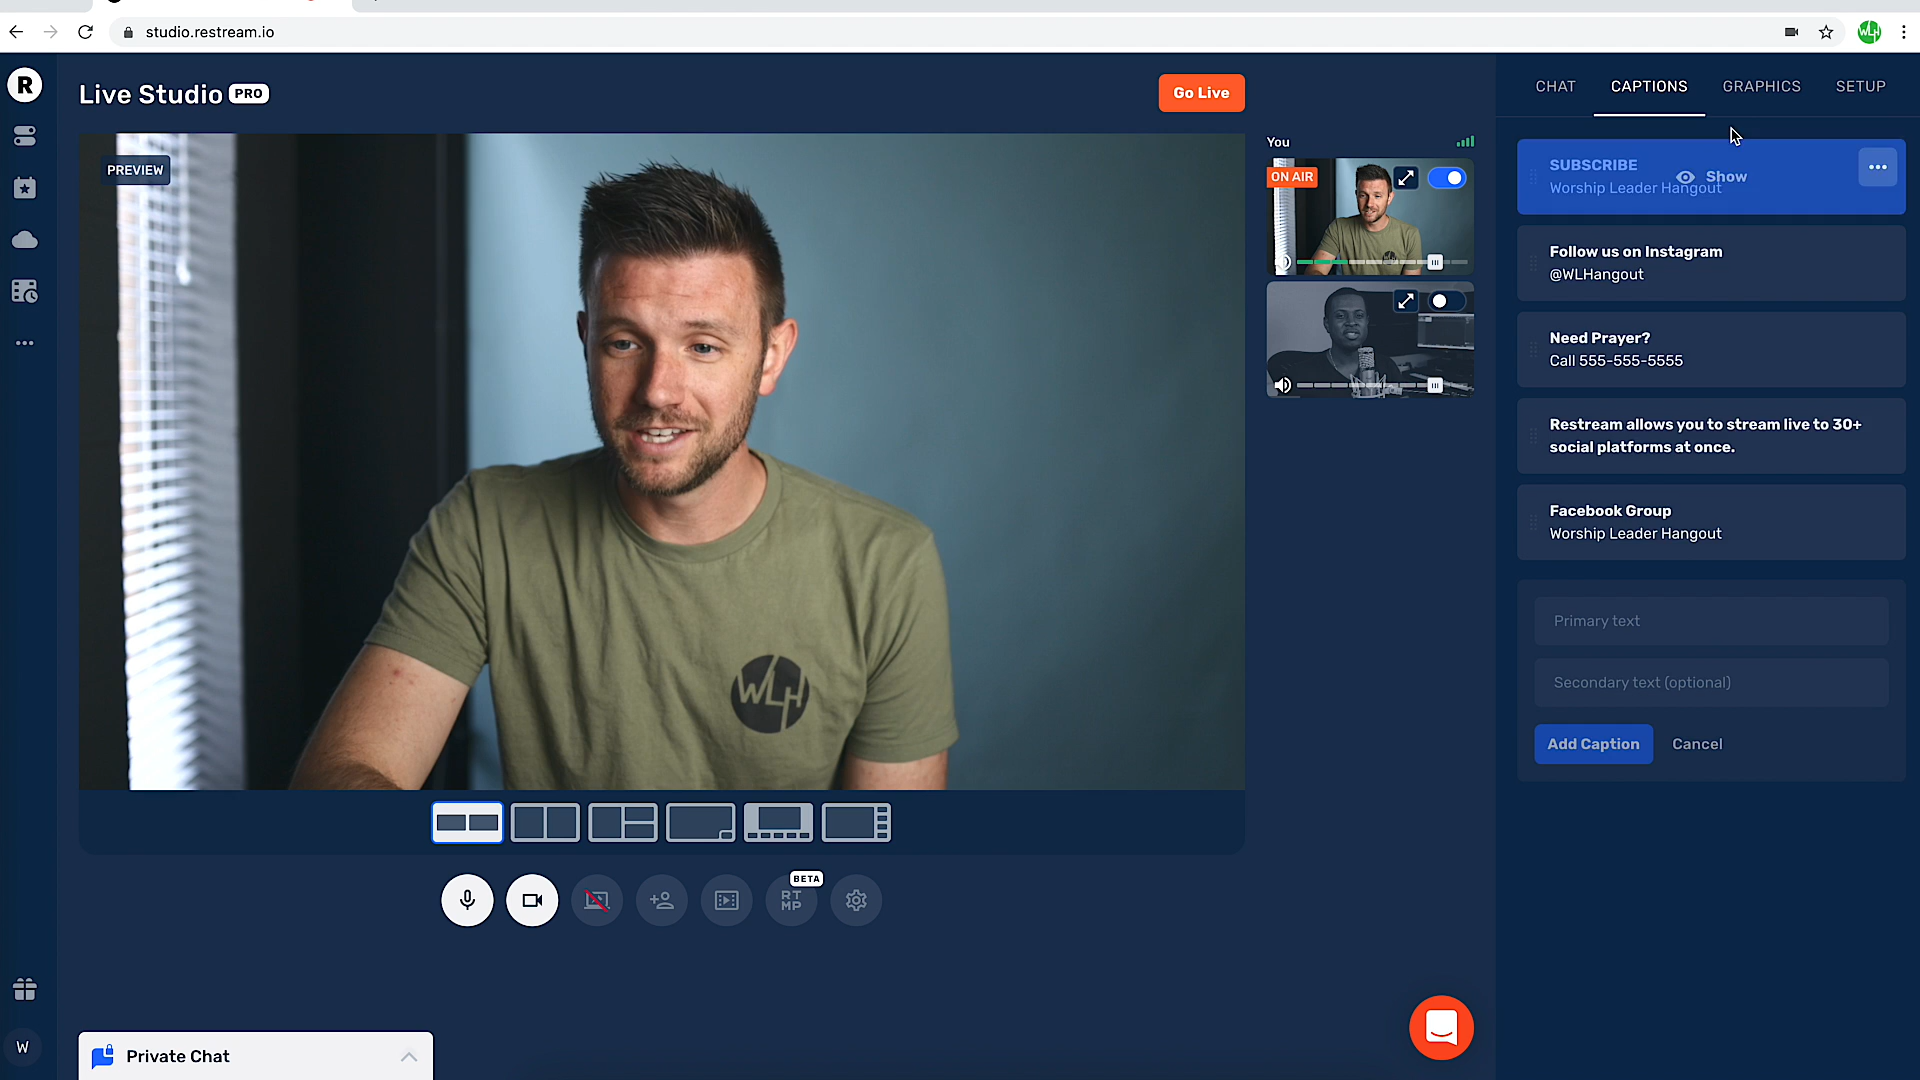 studio.restream.io
WLH
R
Live Studio PRO
Go Live
CHAT
CAPTIONS
GRAPHICS
SETUP
PREVIEW
You
ON AIR
SUBSCRIBE
Worship Leader Hangout
Show
Follow us on Instagram
@WLHangout
Need Prayer?
Call 555-555-5555
Restream allows you to stream live to 30+
social platforms at once.
Facebook Group
Worship Leader Hangout
Primary text
Secondary text (optional)
Add Caption
Cancel
WLH
BETA
RT
MP
W
Private Chat